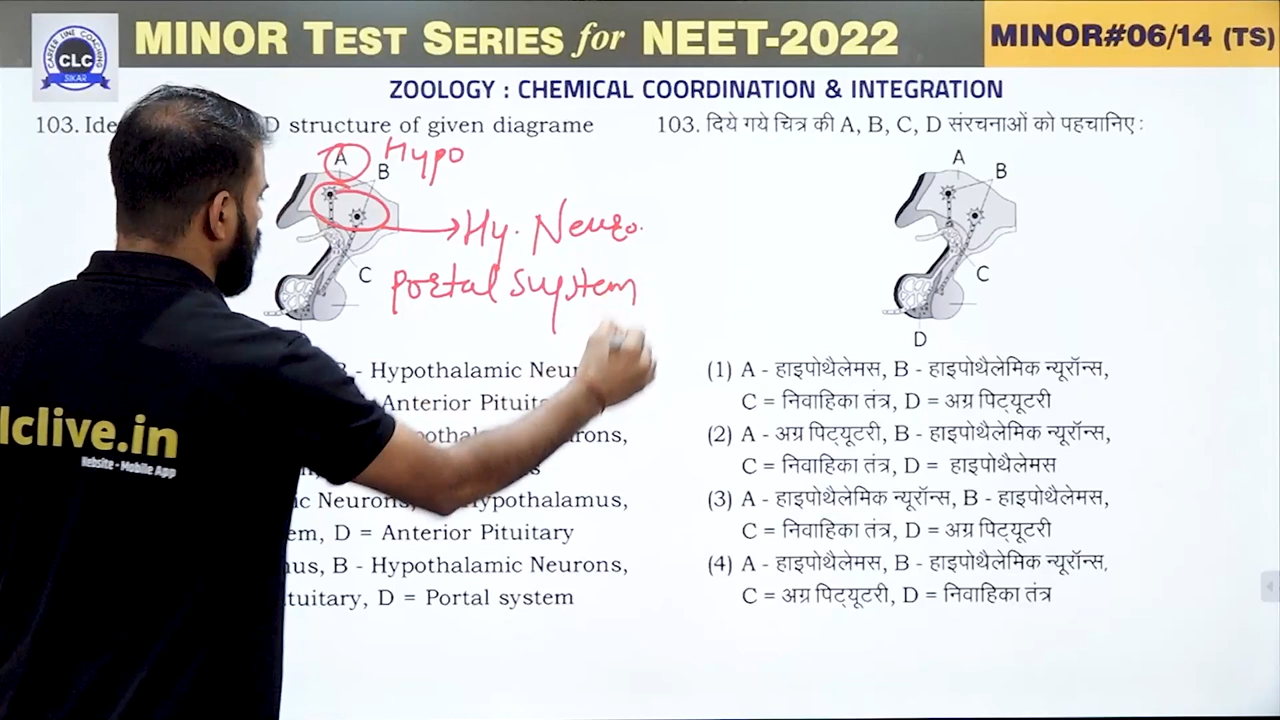 CAREER LINE COACHING
CLC
SIKAR
MINOR TEST SERIES for NEET-2022
MINOR#06/14 (TS)
ZOOLOGY : CHEMICAL COORDINATION & INTEGRATION
103. Ide D structure of given diagrame
A
B
C
Hypo
Hy. Neuro.
Portal system
B - Hypothalamic Neu
Anterior Pituita
pothal rons,
ic Neurons, ypothalamus,
em, D = Anterior Pituitary
mus, B - Hypothalamic Neurons,
tuitary, D = Portal system
103. दिये गये चित्र की A, B, C, D संरचनाओं को पहचानिए :
A
B
C
D
(1) A - हाइपोथैलेमस, B - हाइपोथैलेमिक न्यूरॉन्स,
C = निवाहिका तंत्र, D = अग्र पिट्यूटरी
(2) A - अग्र पिट्यूटरी, B - हाइपोथैलेमिक न्यूरॉन्स,
C = निवाहिका तंत्र, D = हाइपोथैलेमस
(3) A - हाइपोथैलेमिक न्यूरॉन्स, B - हाइपोथैलेमस,
C = निवाहिका तंत्र, D = अग्र पिट्यूटरी
(4) A - हाइपोथैलेमस, B - हाइपोथैलेमिक न्यूरॉन्स,
C = अग्र पिट्यूटरी, D = निवाहिका तंत्र
lclive.in
Website - Mobile App